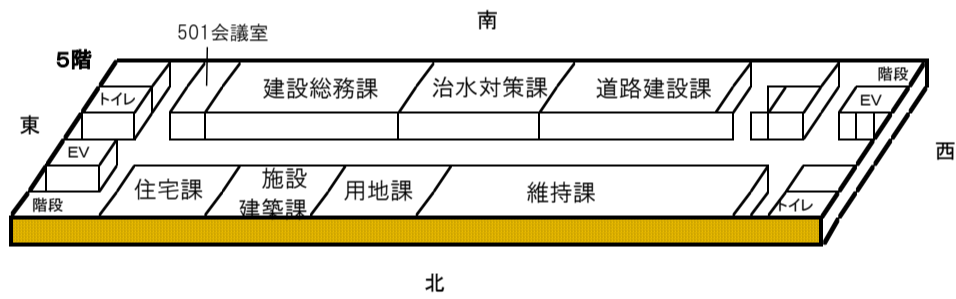 南
501会議室
5階
階段
建設総務課
治水対策課
道路建設課
トイレ
EV
東
EV
西
住宅課
施設
建築課
用地課
維持課
階段
トイレ
北